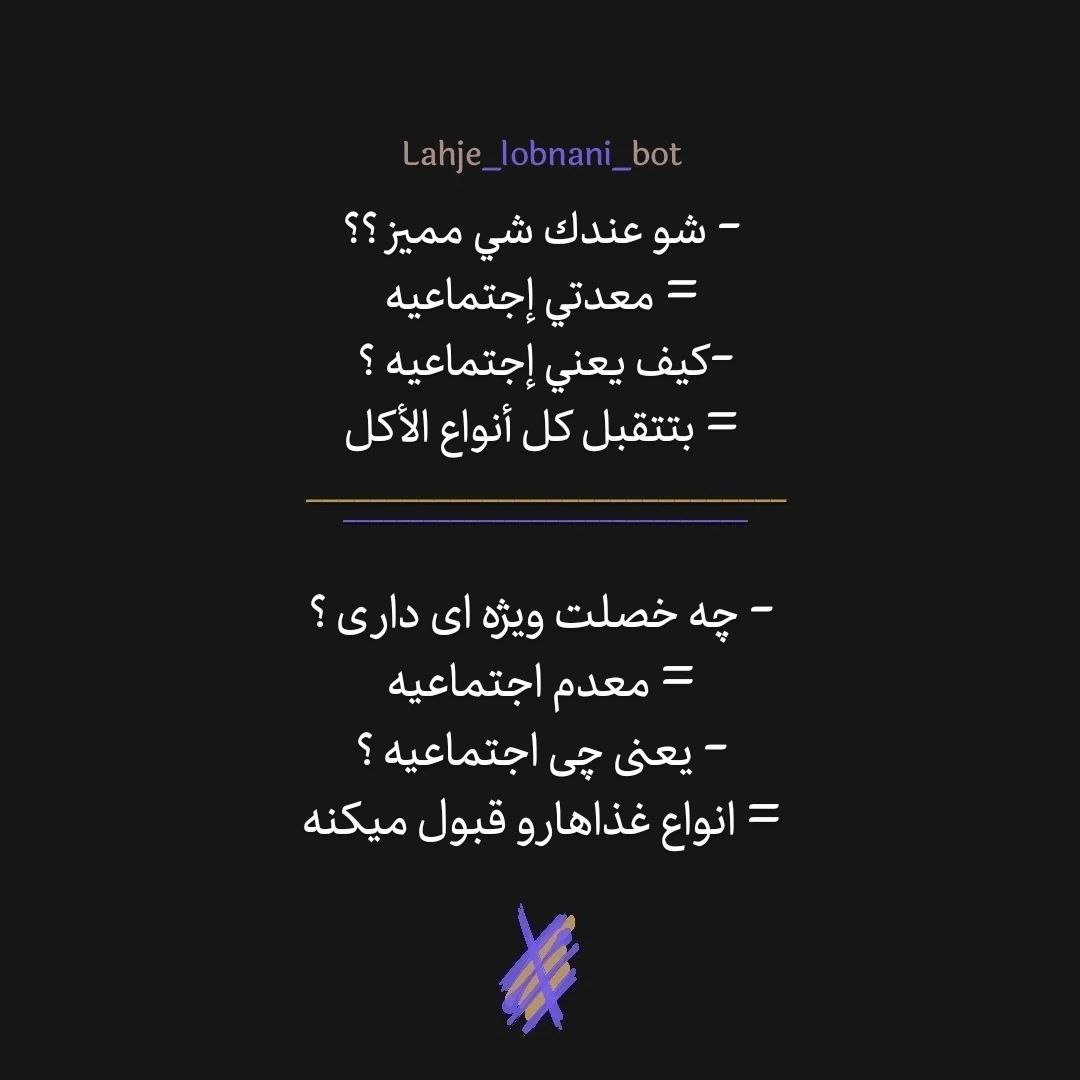 Lahje_lobnani_bot
- شو عندك شي مميز ؟؟
= معدتي إجتماعيه
-كيف يعني إجتماعيه ؟
= بتتقبل كل أنواع الأكل
- چه خصلت ویژه ای داری ؟
= معدم اجتماعیه
- یعنی چی اجتماعیه ؟
= انواع غذاهارو قبول میکنه